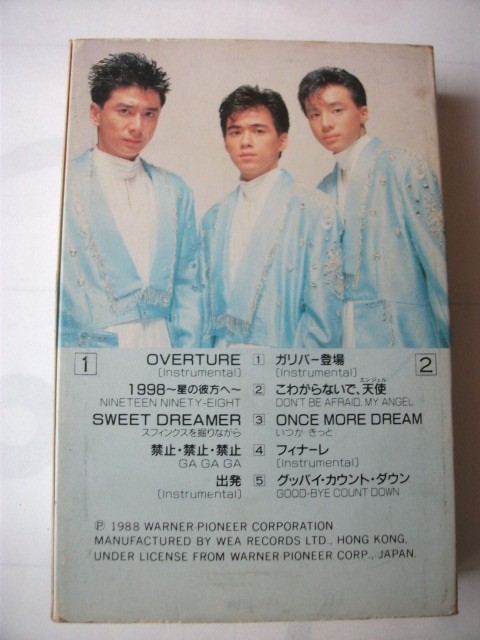 1
OVERTURE
(Instrumental)
1998〜星の彼方へ〜
NINETEEN NINETY-EIGHT
SWEET DREAMER
スフィンクスを掘りながら
禁止・禁止・禁止
GA GA GA
出発
(Instrumental)
1
2
3
4
5
2
ガリバー登場
(Instrumental)
エンジェル
こわからないで、天使
DON'T BE AFRAID, MY ANGEL
ONCE MORE DREAM
いつか きっと
フィナーレ
(Instrumental)
グッバイ・カウント・ダウン
GOOD-BYE COUNT DOWN
Ⓟ 1988 WARNER-PIONEER CORPORATION
MANUFACTURED BY WEA RECORDS LTD., HONG KONG,
UNDER LICENSE FROM WARNER-PIONEER CORP., JAPAN.